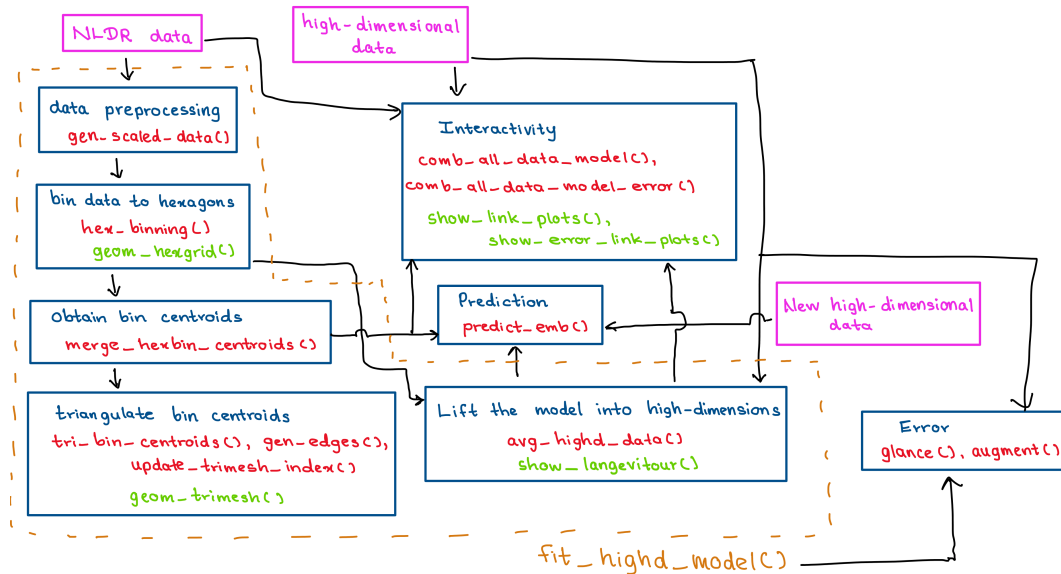 NLDR data
high-dimensional
data
data preprocessing
gen_scaled_data()
bin data to hexagons
hex_binning()
geom_hexgrid()
Obtain bin centroids
merge_hexbin_centroids()
triangulate bin centroids
tri_bin_centroids(), gen_edges(),
update_trimesh_index()
geom_trimesh()
Interactivity
comb_all_data_model(),
comb_all_data_model_error()
show_link_plots(),
show_error_link_plots()
Prediction
predict_emb()
New high-dimensional
data
Lift the model into high-dimensions
avg_highd_data()
show_langevitour()
Error
glance(), augment()
fit_highd_model()